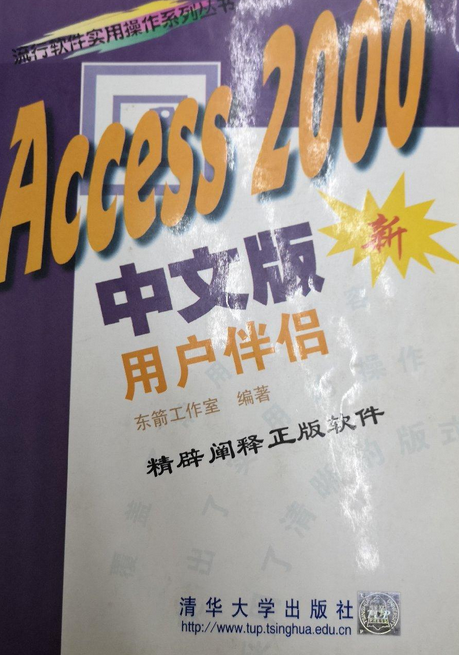 流行软件实用操作系列丛书
Access 2000
新
中文版
用户伴侣
东箭工作室 编著
精辟阐释正版软件
清华大学出版社
http://www.tup.tsinghua.edu.cn